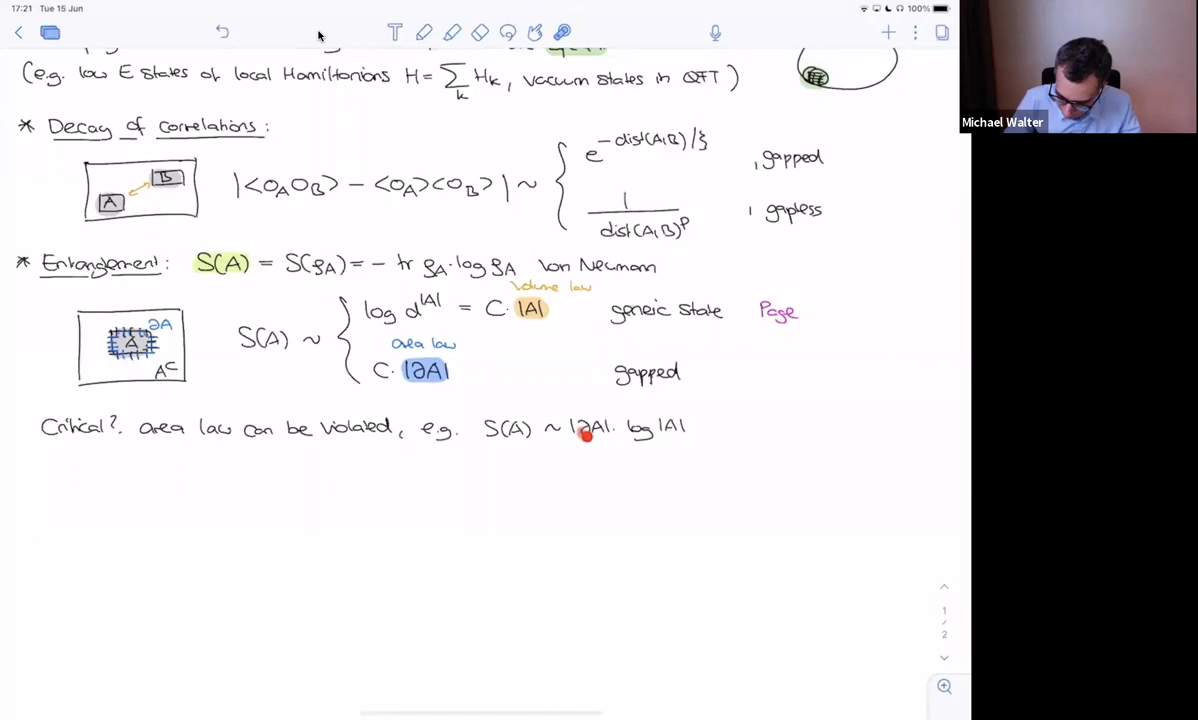 17:21 Tue 15 Jun
100%
(e.g. low E states of local Hamiltonians H = ∑ₖ Hₖ, vacuum states in QFT)
* Decay of correlations:
A B |<O_A O_B> - <O_A><O_B>| ~ { e^{-dist(A,B)/ξ} , gapped
1 / dist(A,B)^p , gapless
* Entanglement: S(A) = S(ρ_A) = - tr ρ_A · log ρ_A von Neumann
volume law
∂A A A^c S(A) ~ { log d^{|A|} = C · |A| generic state Page
area law
C · |∂A| gapped
Critical? area law can be violated, e.g. S(A) ~ |∂A| · log |A|
1 / 2
Michael Walter